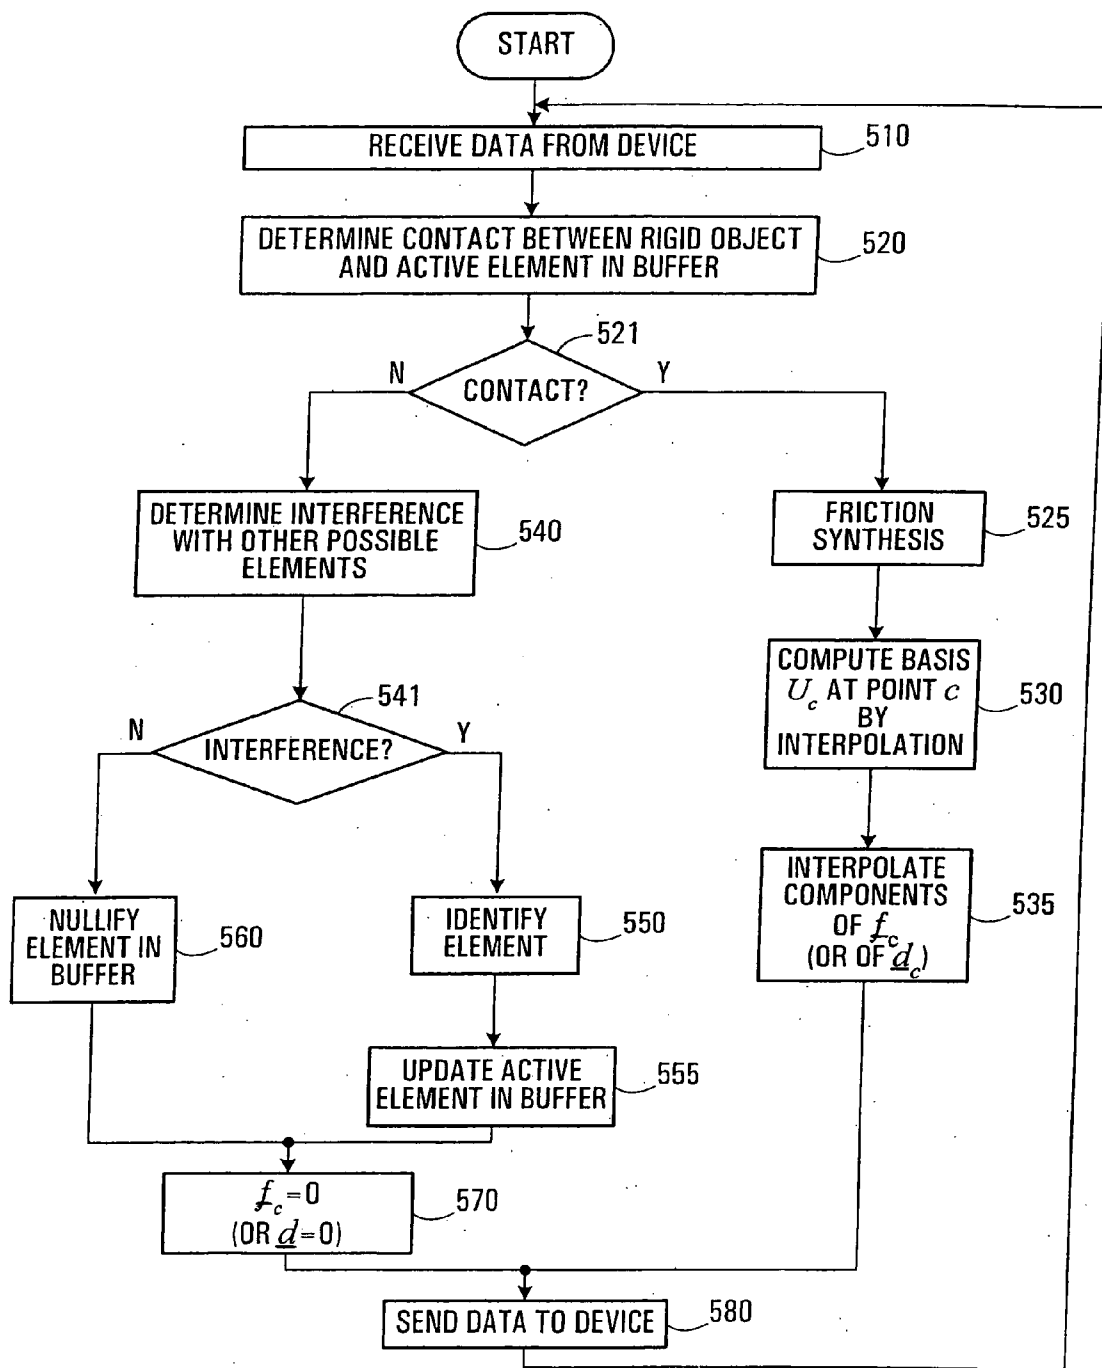 START
RECEIVE DATA FROM DEVICE
510
DETERMINE CONTACT BETWEEN RIGID OBJECT
AND ACTIVE ELEMENT IN BUFFER
520
521
N
CONTACT?
Y
DETERMINE INTERFERENCE
WITH OTHER POSSIBLE
ELEMENTS
540
FRICTION
SYNTHESIS
525
COMPUTE BASIS
U_c AT POINT c
BY
INTERPOLATION
530
541
N
INTERFERENCE?
Y
INTERPOLATE
COMPONENTS
OF f_c
(OR OF d_c)
535
NULLIFY
ELEMENT IN
BUFFER
560
IDENTIFY
ELEMENT
550
UPDATE ACTIVE
ELEMENT IN BUFFER
555
f_c=0
(OR d=0)
570
SEND DATA TO DEVICE
580